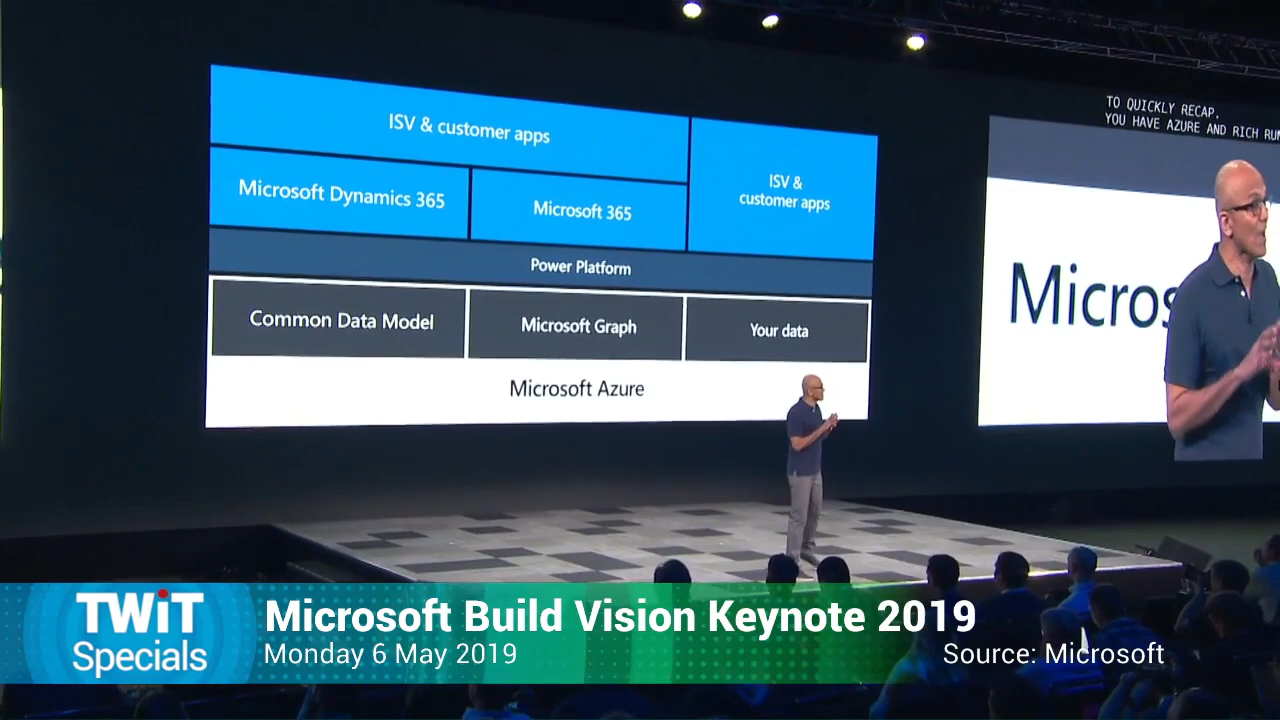 ISV & customer apps
ISV &
customer apps
Microsoft Dynamics 365
Microsoft 365
Power Platform
Common Data Model
Microsoft Graph
Your data
Microsoft Azure
TO QUICKLY RECAP.
YOU HAVE AZURE AND RICH
Micros
TWiT
Specials
Microsoft Build Vision Keynote 2019
Monday 6 May 2019
Source: Microsoft